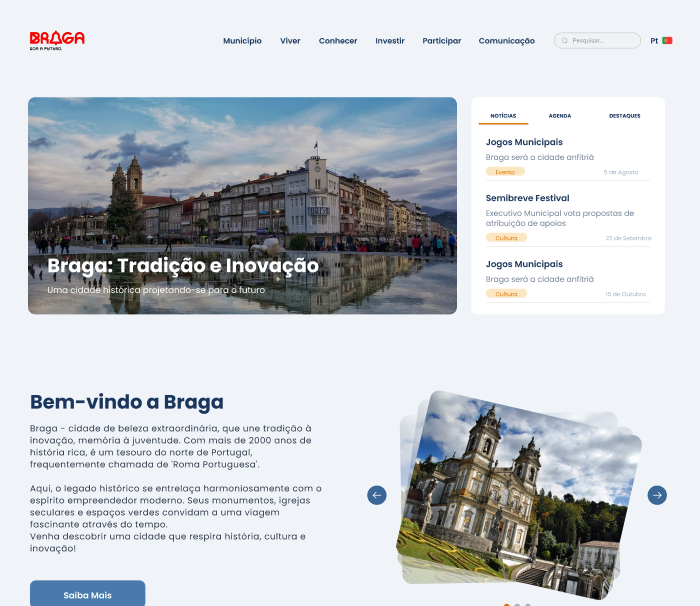 BRAGA
Município Viver Conhecer Investir Participar Comunicação Pesquisar... Pt
NOTÍCIAS AGENDA DESTAQUES
Jogos Municipais
Braga será a cidade anfitriã
Evento 5 de Agosto
Semibreve Festival
Executivo Municipal vota propostas de
atribuição de apoios
Cultura 22 de Setembro
Jogos Municipais
Braga será a cidade anfitriã
Cultura 15 de Outubro
Braga: Tradição e Inovação
Uma cidade histórica projetando-se para o futuro
Bem-vindo a Braga
Braga - cidade de beleza extraordinária, que une tradição à
inovação, memória à juventude. Com mais de 2000 anos de
história rica, é um tesouro do norte de Portugal,
frequentemente chamada de 'Roma Portuguesa'.
Aqui, o legado histórico se entrelaça harmoniosamente com o
espírito empreendedor moderno. Seus monumentos, igrejas
seculares e espaços verdes convidam a uma viagem
fascinante através do tempo.
Venha descobrir uma cidade que respira história, cultura e
inovação!
Saiba Mais